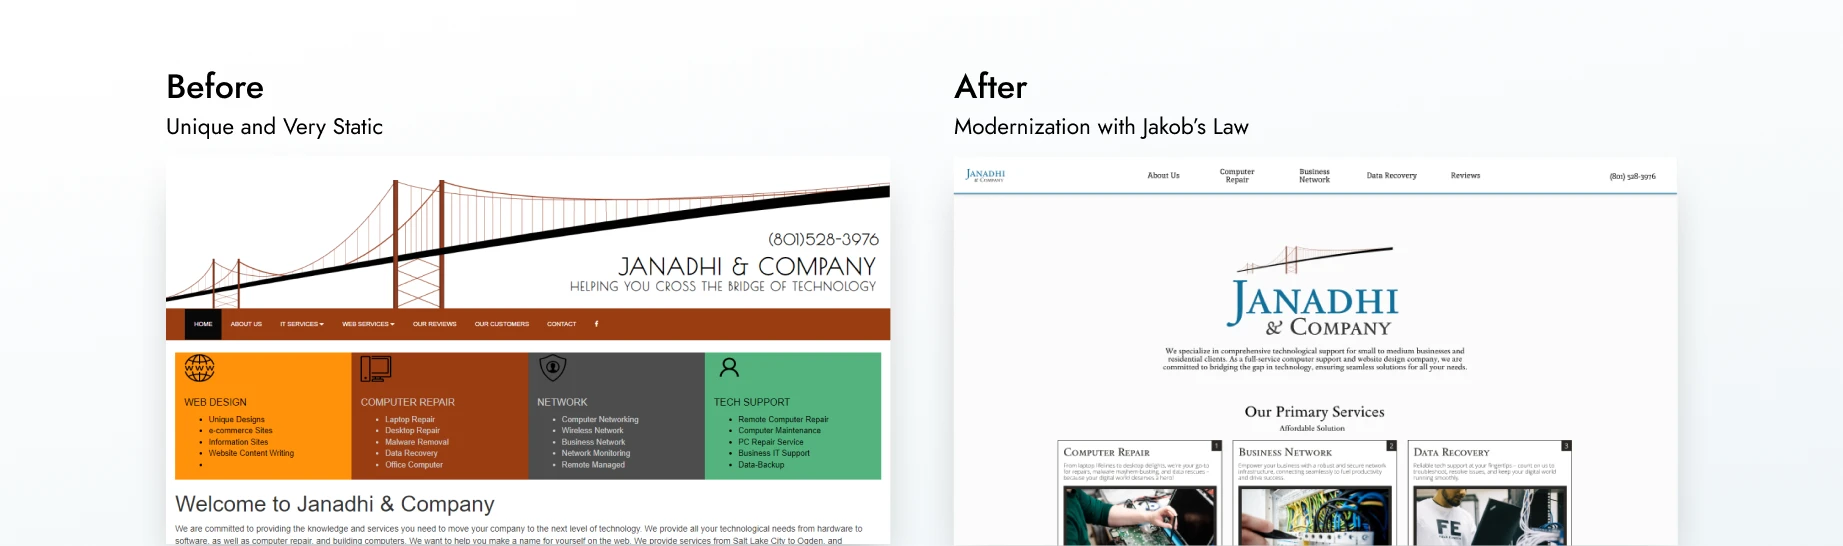 Before
Unique and Very Static
(801)528-3976
JANADHI & COMPANY
HELPING YOU CROSS THE BRIDGE OF TECHNOLOGY
HOME ABOUT US IT SERVICES WEB SERVICES OUR REVIEWS OUR CUSTOMERS CONTACT f
WWW
WEB DESIGN
Unique Designs
e-commerce Sites
Information Sites
Website Content Writing
COMPUTER REPAIR
Laptop Repair
Desktop Repair
Malware Removal
Data Recovery
Office Computer
NETWORK
Computer Networking
Wireless Network
Business Network
Network Monitoring
Remote Managed
TECH SUPPORT
Remote Computer Repair
Computer Maintenance
PC Repair Service
Business IT Support
Data-Backup
Welcome to Janadhi & Company
We are committed to providing the knowledge and services you need to move your company to the next level of technology. We provide all your technological needs from hardware to
software, as well as computer repair, and building computers. We want to help you make a name for yourself on the web. We provide services from Salt Lake City to Ogden, and
After
Modernization with Jakob's Law
JANADHI
& COMPANY
About Us
Computer
Repair
Business
Network
Data Recovery
Reviews
(801) 528-3976
JANADHI
& COMPANY
We specialize in comprehensive technological support for small to medium businesses and
residential clients. As a full-service computer support and website design company, we are
committed to bridging the gap in technology, ensuring seamless solutions for all your needs.
Our Primary Services
Affordable Solution
COMPUTER REPAIR
1
From laptop lifelines to desktop delights, we're your go-to
for repairs, malware mayhem-busting, and data rescues -
because your digital world deserves a hero!
BUSINESS NETWORK
2
Empower your business with a robust and secure network
infrastructure, connecting seamlessly to fuel productivity
and drive success.
DATA RECOVERY
3
Reliable tech support at your fingertips - count on us to
troubleshoot, resolve issues, and keep your digital world
running smoothly.
FE